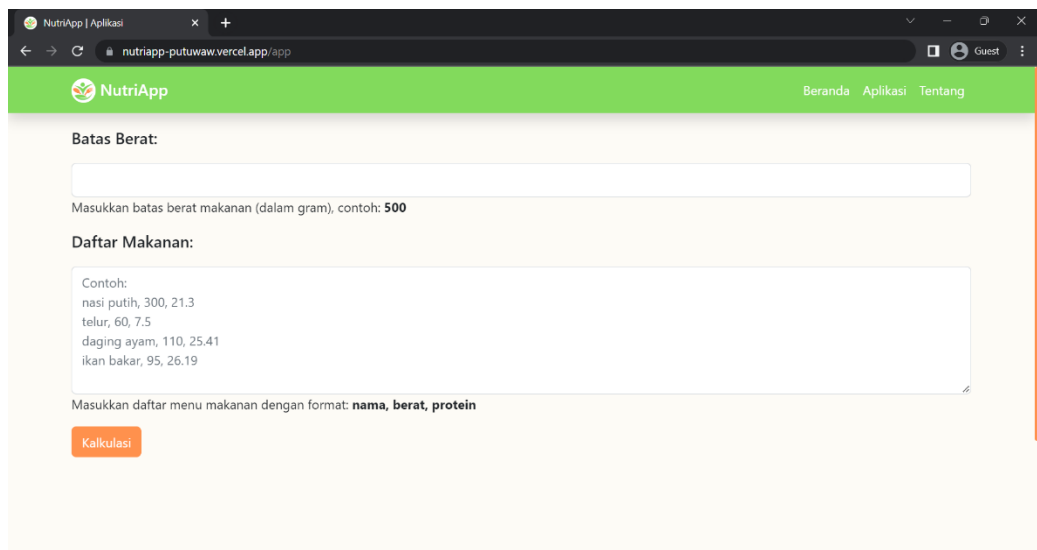 NutriApp | Aplikasi
nutriapp-putuwaw.vercel.app/app
Guest
NutriApp
Beranda Aplikasi Tentang
Batas Berat:
Masukkan batas berat makanan (dalam gram), contoh: 500
Daftar Makanan:
Contoh:
nasi putih, 300, 21.3
telur, 60, 7.5
daging ayam, 110, 25.41
ikan bakar, 95, 26.19
Masukkan daftar menu makanan dengan format: nama, berat, protein
Kalkulasi